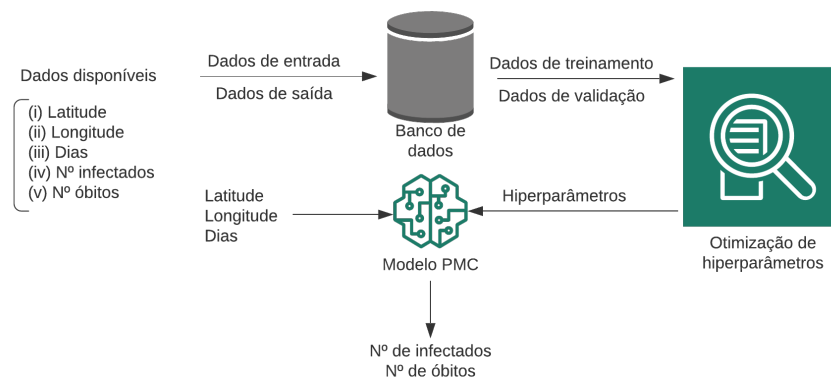 Dados disponíveis
(i) Latitude
(ii) Longitude
(iii) Dias
(iv) Nº infectados
(v) Nº óbitos
Dados de entrada
Dados de saída
Banco de
dados
Dados de treinamento
Dados de validação
Otimização de
hiperparâmetros
Hiperparâmetros
Latitude
Longitude
Dias
Modelo PMC
Nº de infectados
Nº de óbitos